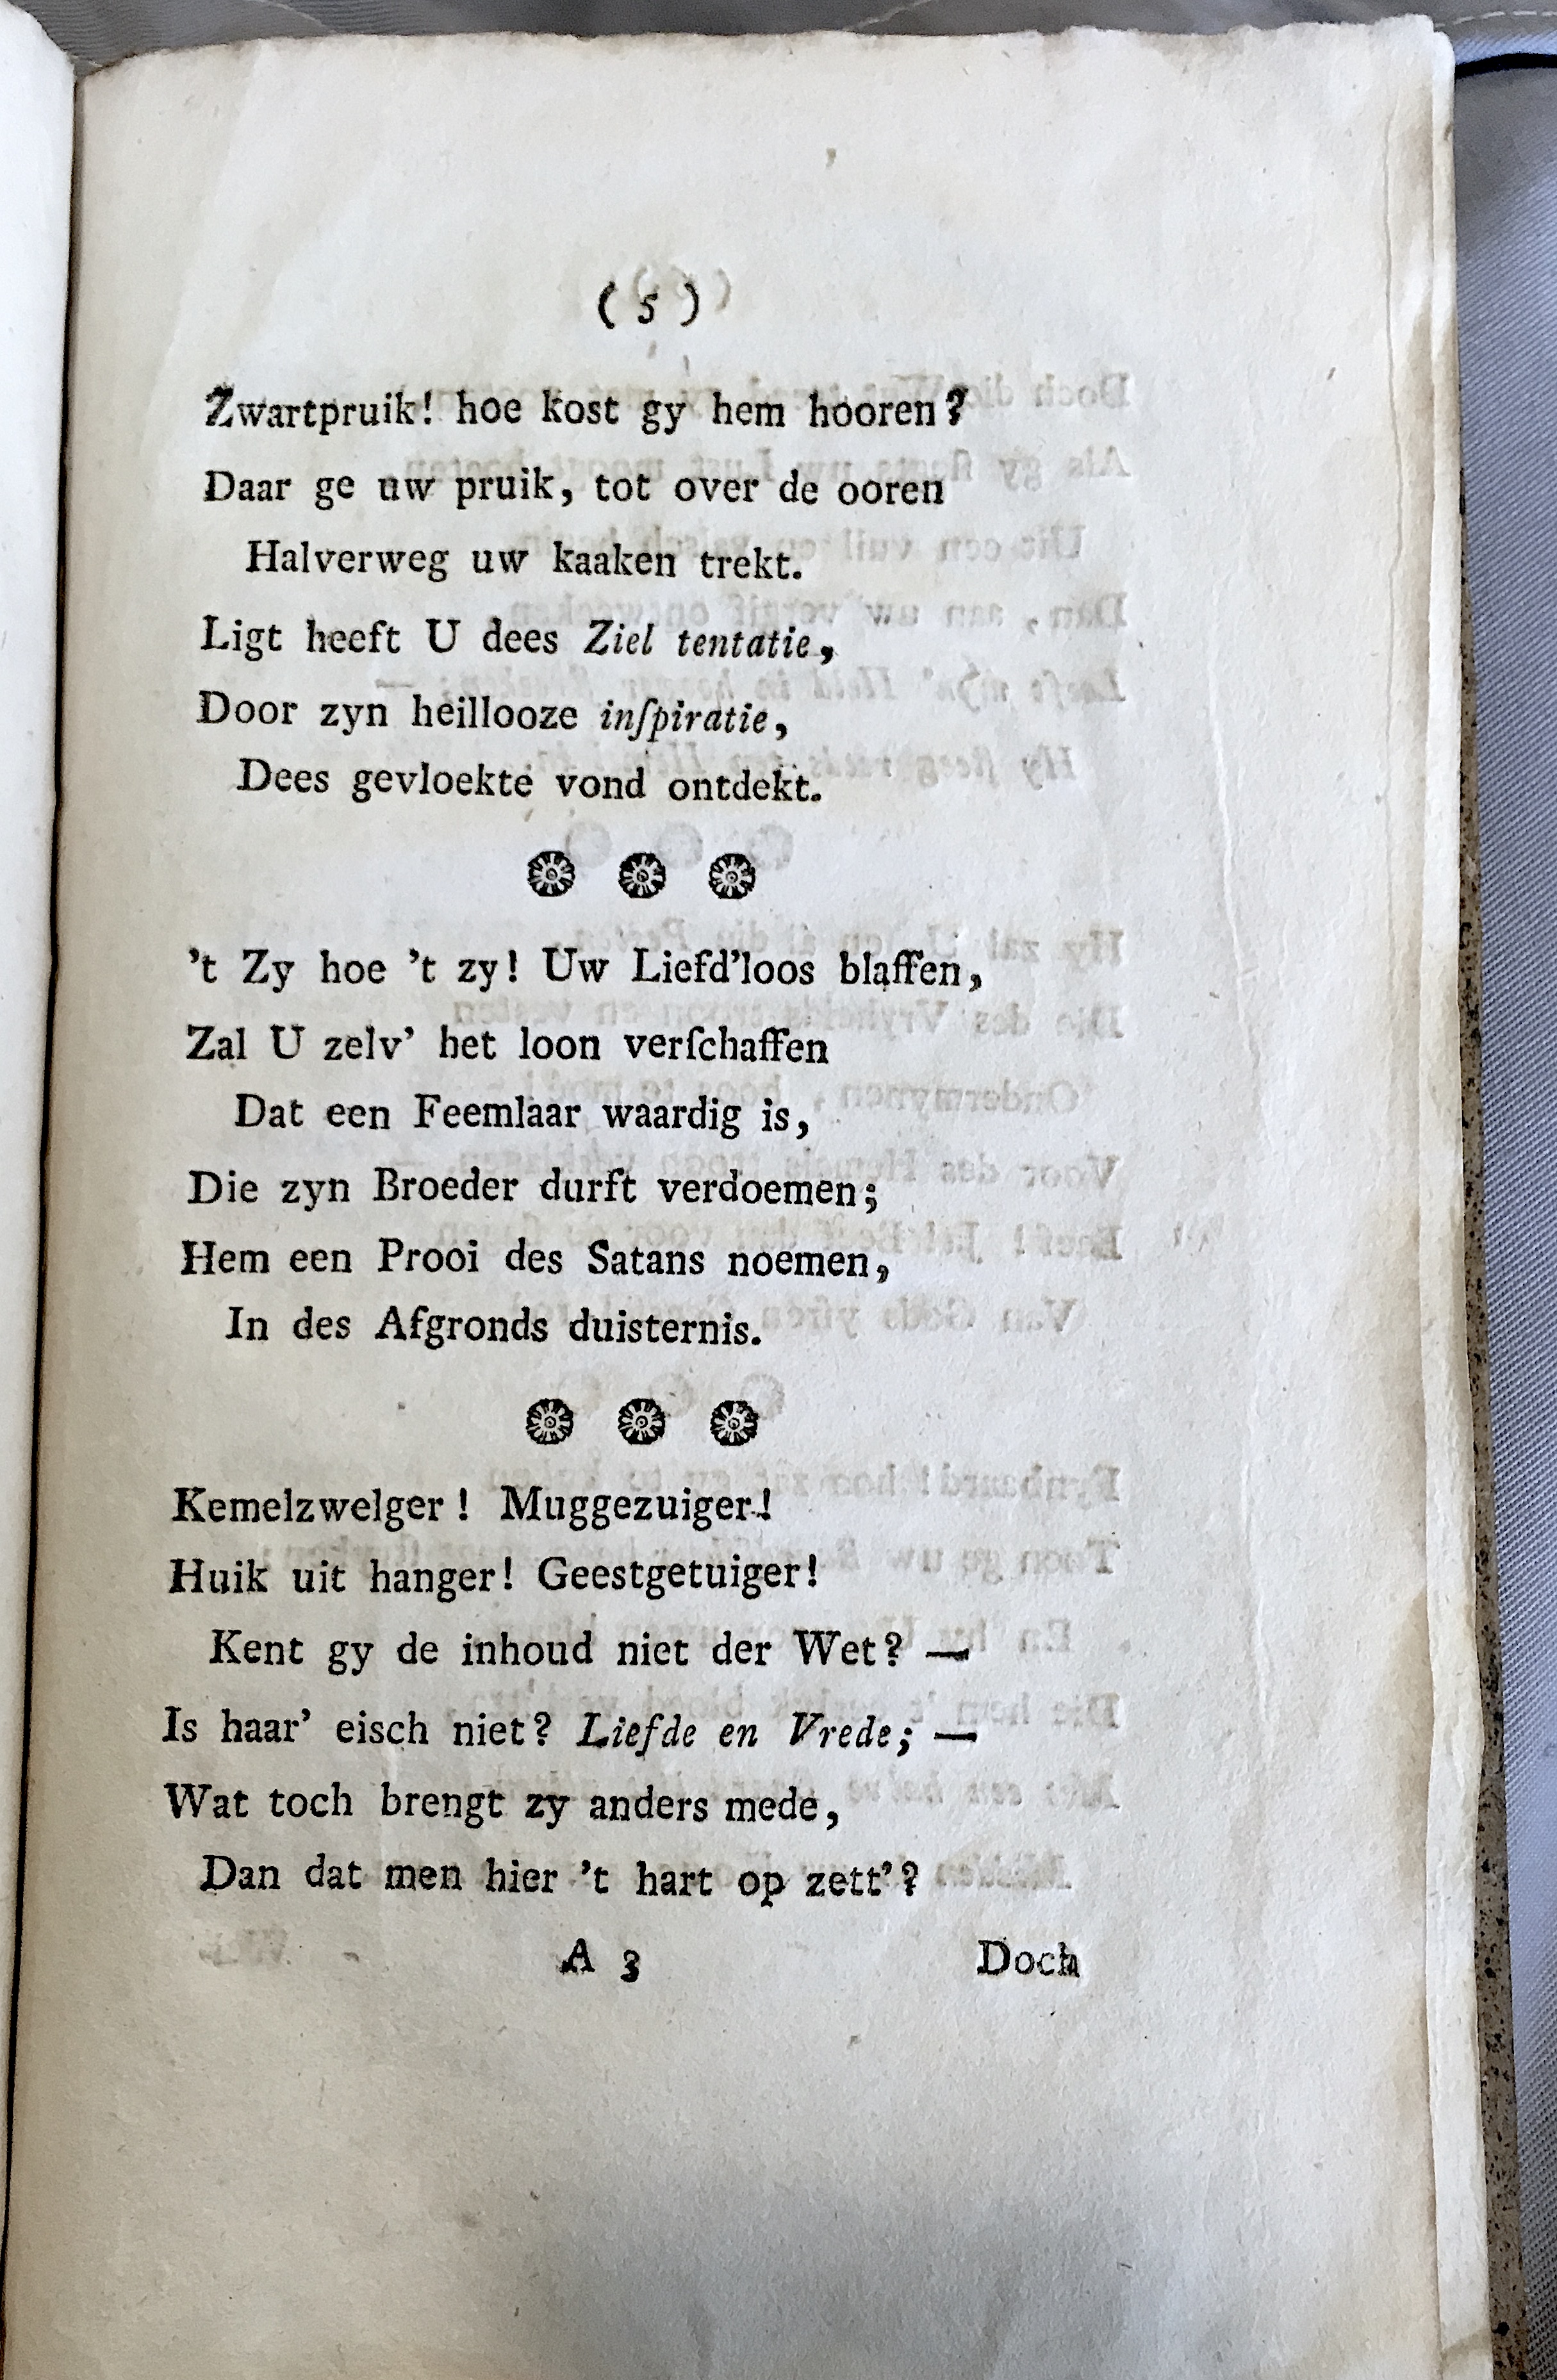 ( 5 )
Zwartpruik! hoe kost gy hem hooren?
Daar ge uw pruik, tot over de ooren
Halverweg uw kaaken trekt.
Ligt heeft U dees Ziel tentatie,
Door zyn heillooze inſpiratie,
Dees gevloekte vond ontdekt.
't Zy hoe 't zy! Uw Liefd'loos blaffen,
Zal U zelv' het loon verſchaffen
Dat een Feemlaar waardig is,
Die zyn Broeder durft verdoemen;
Hem een Prooi des Satans noemen,
In des Afgronds duisternis.
Kemelzwelger! Muggezuiger!
Huik uit hanger! Geestgetuiger!
Kent gy de inhoud niet der Wet? —
Is haar' eisch niet? Liefde en Vrede; —
Wat toch brengt zy anders mede,
Dan dat men hier 't hart op zett'?
A 3 Doch